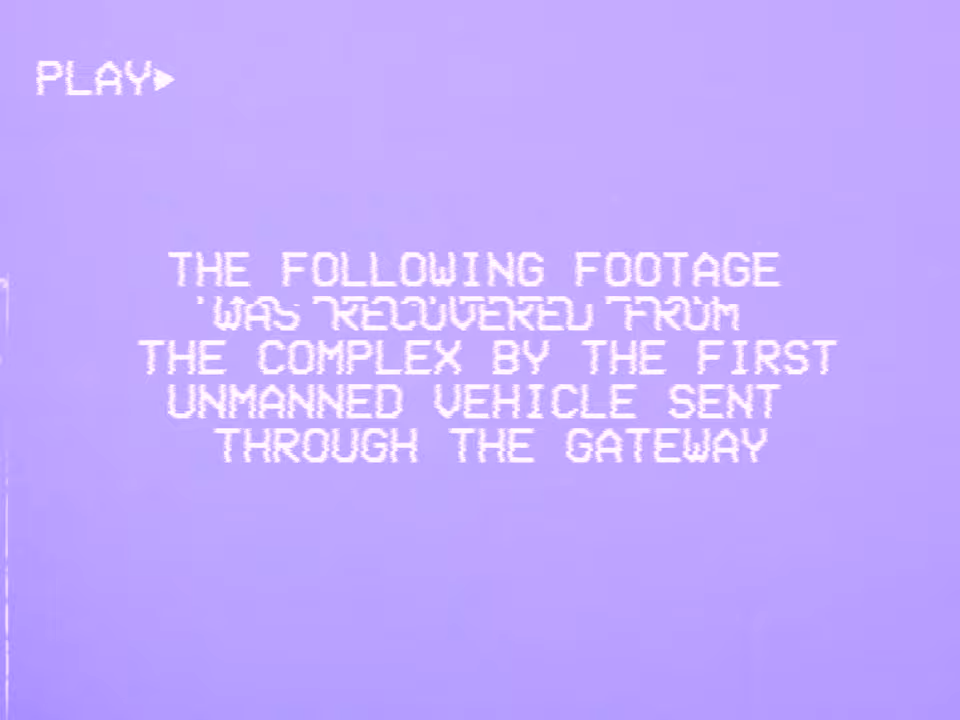 PLAY▶
THE FOLLOWING FOOTAGE
WAS RECOVERED FROM
THE COMPLEX BY THE FIRST
UNMANNED VEHICLE SENT
THROUGH THE GATEWAY